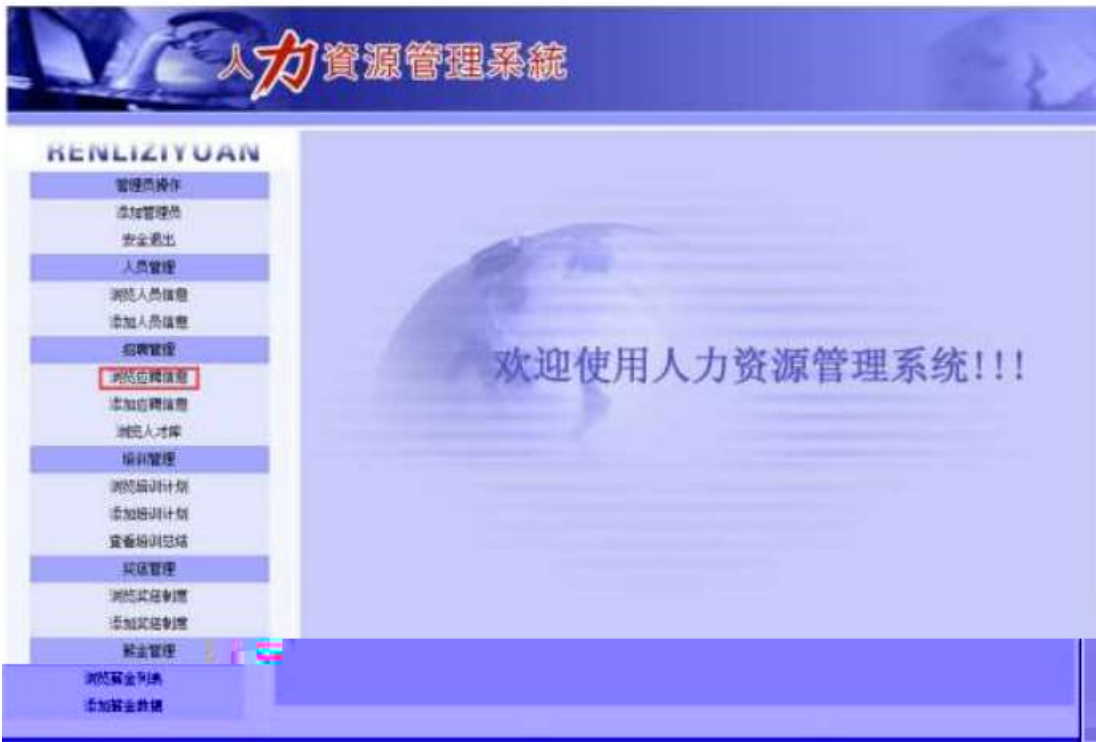 人力資源管理系統
RENLIZIYUAN
管理员操作
添加管理员
安全退出
人员管理
浏览人员信息
添加人员信息
招聘管理
浏览应聘信息
添加应聘信息
浏览人才库
培训管理
浏览培训计划
添加培训计划
查看培训总结
奖惩管理
浏览奖惩制度
添加奖惩制度
薪金管理
浏览薪金列表
添加薪金数据
欢迎使用人力资源管理系统!!!